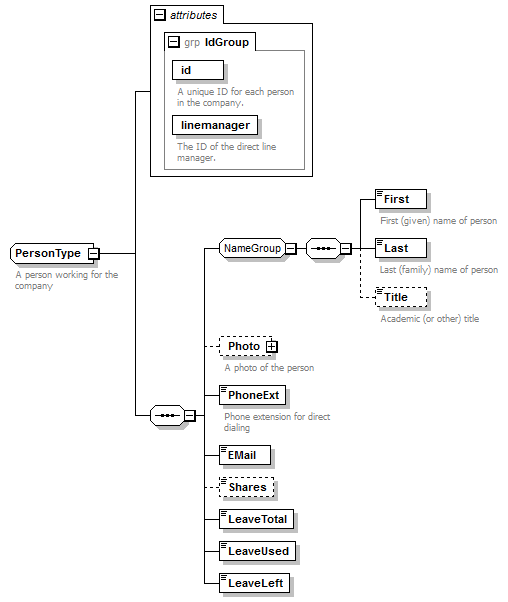 attributes
grp IdGroup
id
A unique ID for each person
in the company.
linemanager
The ID of the direct line
manager.
PersonType
A person working for the
company
NameGroup
First
First (given) name of person
Last
Last (family) name of person
Title
Academic (or other) title
Photo
A photo of the person
PhoneExt
Phone extension for direct
dialing
EMail
Shares
LeaveTotal
LeaveUsed
LeaveLeft